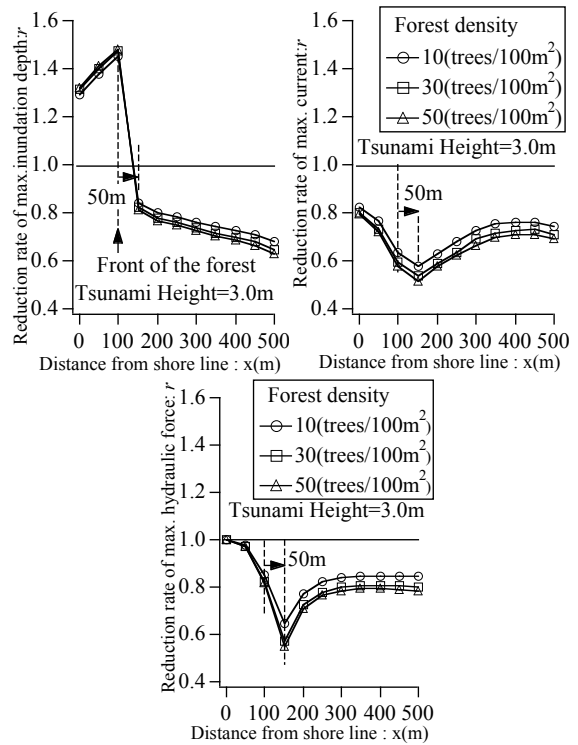 Reduction rate of max.inundation depth:r
1.6
1.4
1.2
1.0
0.8
0.6
0.4
50m
Front of the forest
Tsunami Height=3.0m
0 100 200 300 400 500
Distance from shore line : x(m)
Reduction rate of max. current:r
Forest density
10(trees/100m²)
30(trees/100m²)
50(trees/100m²)
1.0
Tsunami Height=3.0m
50m
0.8
0.6
0.4
0 100 200 300 400 500
Distance from shore line : x(m)
Reduction rate of max. hydraulic force:r
1.6
1.4
1.2
1.0
0.8
0.6
0.4
Forest density
10(trees/100m²)
30(trees/100m²)
50(trees/100m²)
Tsunami Height=3.0m
50m
0 100 200 300 400 500
Distance from shore line : x(m)